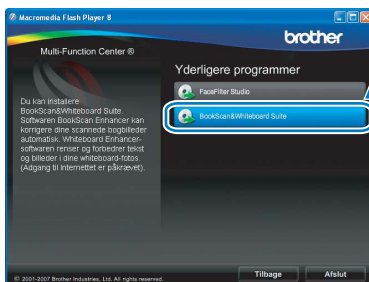 Macromedia Flash Player 8
brother
Multi-Function Center ®
Yderligere programmer
FaceFilter Studio
BookScan&Whiteboard Suite
Du kan installere
BookScan&Whiteboard Suite.
Softwaren BookScan Enhancer kan
korrigere dine scannede bogbilleder
automatisk. Whiteboard Enhancer-
softwaren renser og forbedrer tekst
og billeder i dine whiteboard-fotos.
(Adgang til Internettet er påkrævet).
© 2001-2007 Brother Industries, Ltd. All rights reserved.
Tilbage
Afslut